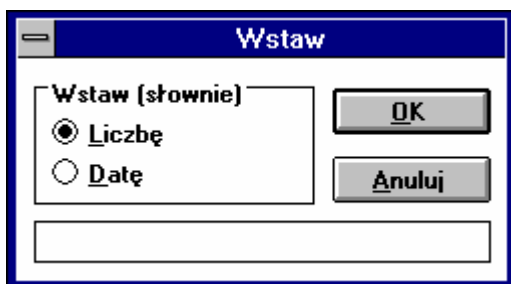 Wstaw
Wstaw (słownie)
Liczbę
Datę
OK
Anuluj